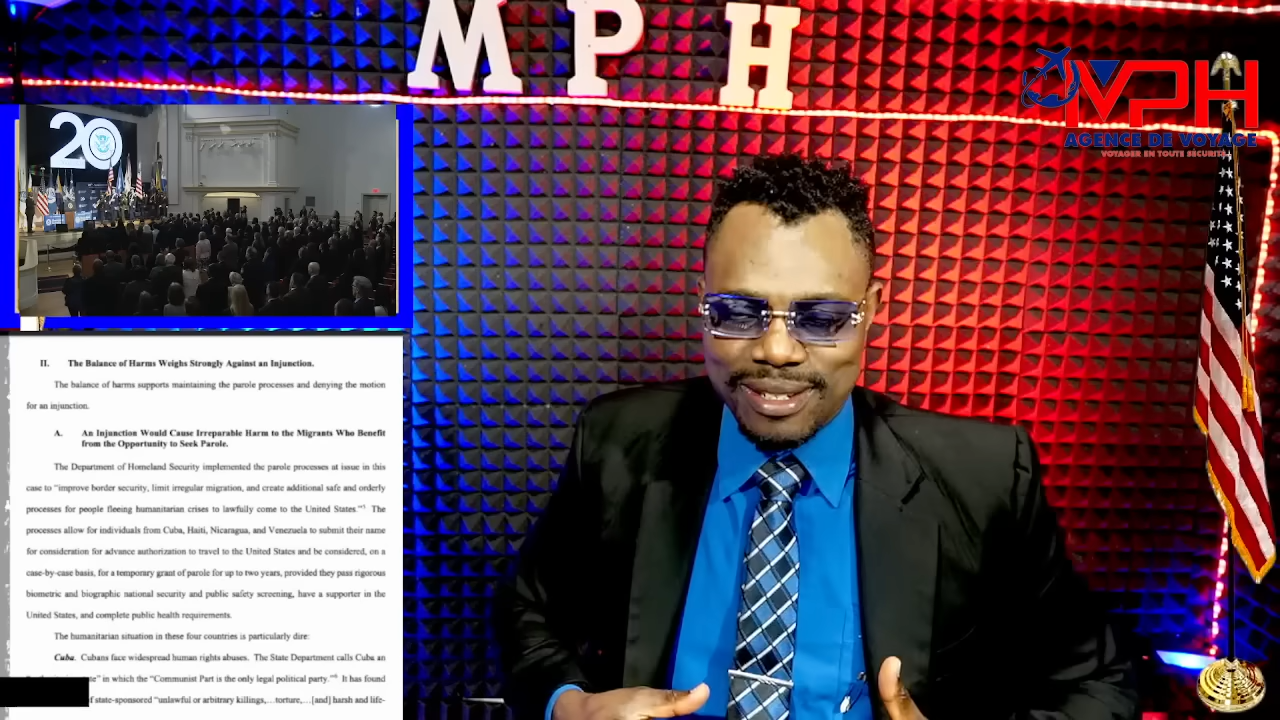 M P H
MPH
AGENCE DE VOYAGE
VOYAGER EN TOUTE SÉCURITÉ
20
II. The Balance of Harms Weighs Strongly Against an Injunction.
The balance of harms supports maintaining the parole processes and denying the motion
for an injunction.
A. An Injunction Would Cause Irreparable Harm to the Migrants Who Benefit
from the Opportunity to Seek Parole.
The Department of Homeland Security implemented the parole processes at issue in this
case to “improve border security, limit irregular migration, and create additional safe and orderly
processes for people fleeing humanitarian crises to lawfully come to the United States.” The
processes allow for individuals from Cuba, Haiti, Nicaragua, and Venezuela to submit their name
for consideration for advance authorization to travel to the United States and be considered, on a
case-by-case basis, for a temporary grant of parole for up to two years, provided they pass rigorous
biometric and biographic national security and public safety screening, have a supporter in the
United States, and complete public health requirements.
The humanitarian situation in these four countries is particularly dire:
Cuba. Cubans face widespread human rights abuses. The State Department calls Cuba an
in which the “Communist Part is the only legal political party.” It has found
of state-sponsored “unlawful or arbitrary killings,…torture,…[and] harsh and life-